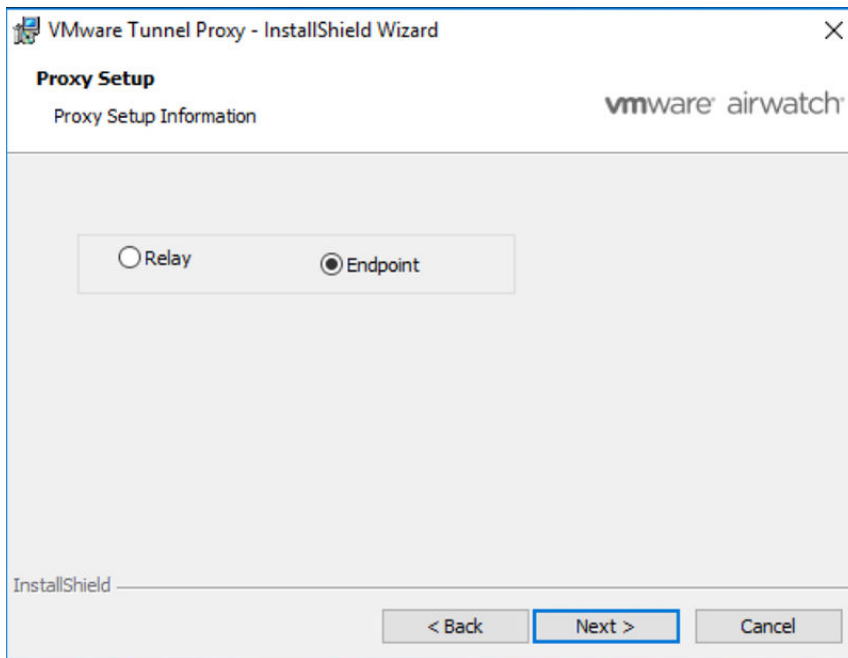 VMware Tunnel Proxy - InstallShield Wizard
Proxy Setup
Proxy Setup Information
vmware airwatch
Relay
Endpoint
InstallShield
< Back
Next >
Cancel